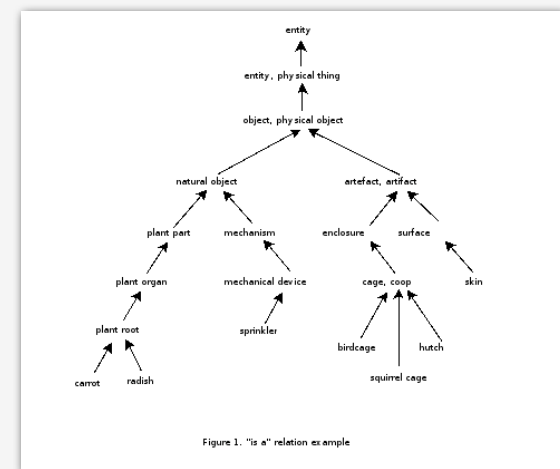 entity
entity, physical thing
object, physical object
natural object artefact, artifact
plant part mechanism enclosure surface
plant organ mechanical device cage, coop skin
plant root sprinkler birdcage hutch
carrot radish squirrel cage
Figure 1. "is a" relation example